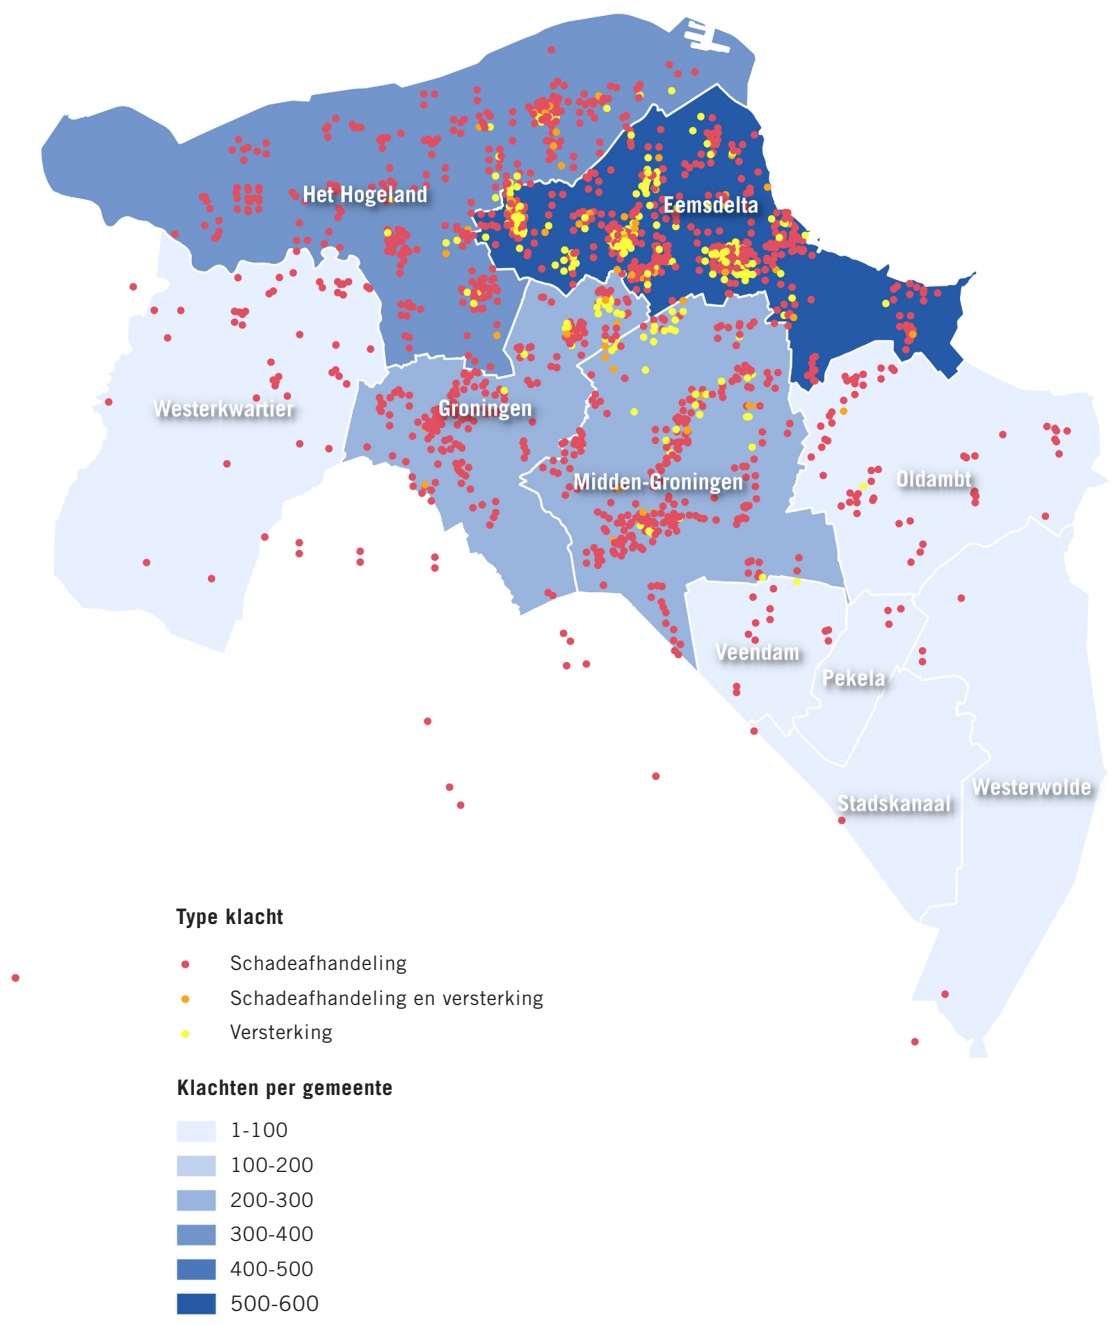 Het Hogeland
Eemsdelta
Westerkwartier
Groningen
Midden-Groningen
Oldambt
Veendam
Pekela
Westerwolde
Stadskanaal
Type klacht
Schadeafhandeling
Schadeafhandeling en versterking
Versterking
Klachten per gemeente
1-100
100-200
200-300
300-400
400-500
500-600